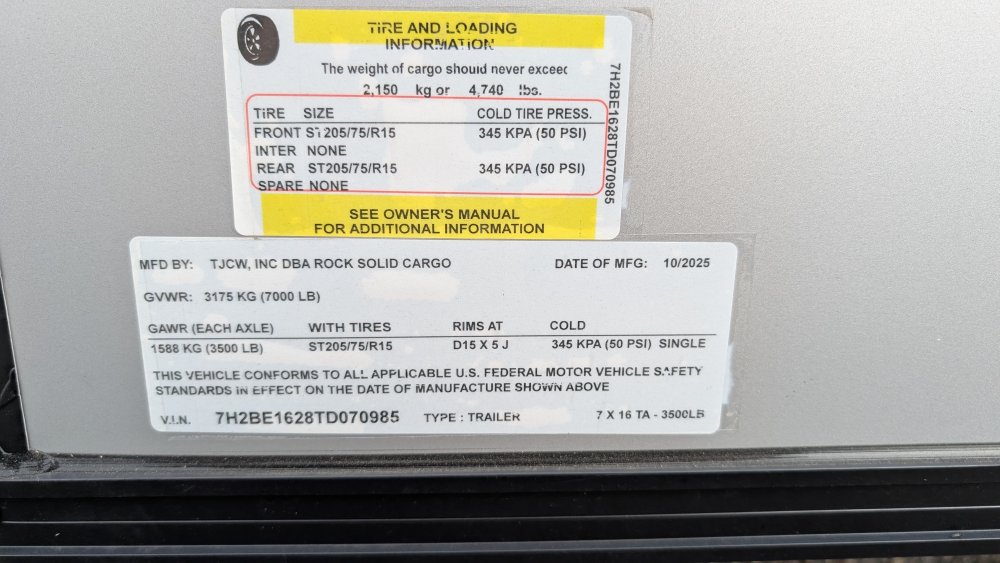 TIRE AND LOADING
INFORMATION
The weight of cargo should never exceed
2,150 kg or 4,740 lbs.
TIRE SIZE COLD TIRE PRESS.
FRONT ST205/75/R15 345 KPA (50 PSI)
INTER NONE
REAR ST205/75/R15 345 KPA (50 PSI)
SPARE NONE
SEE OWNER'S MANUAL
FOR ADDITIONAL INFORMATION
7H2BE1628TD070985
MFD BY: TJCW, INC DBA ROCK SOLID CARGO DATE OF MFG: 10/2025
GVWR: 3175 KG (7000 LB)
GAWR (EACH AXLE) WITH TIRES RIMS AT COLD
1588 KG (3500 LB) ST205/75/R15 D15 X 5 J 345 KPA (50 PSI) SINGLE
THIS VEHICLE CONFORMS TO ALL APPLICABLE U.S. FEDERAL MOTOR VEHICLE SAFETY
STANDARDS IN EFFECT ON THE DATE OF MANUFACTURE SHOWN ABOVE
V.I.N. 7H2BE1628TD070985 TYPE : TRAILER 7 X 16 TA - 3500LB